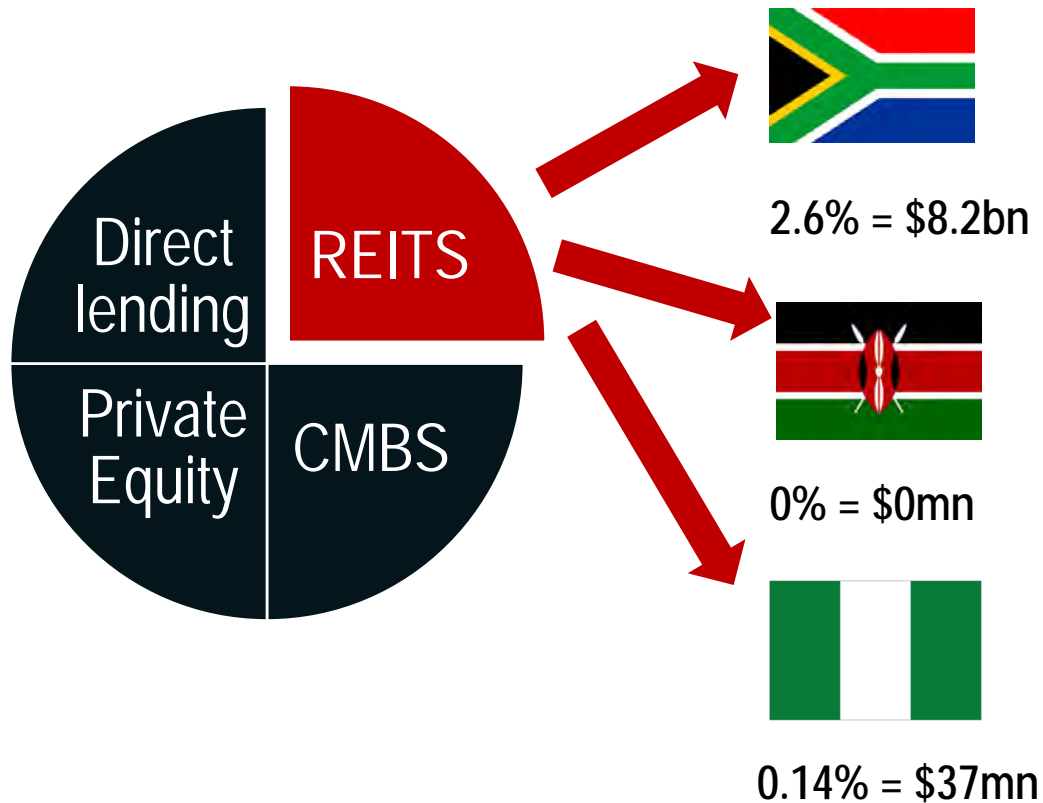 Direct
lending
REITS
Private
Equity
CMBS
2.6% = $8.2bn
0% = $0mn
0.14% = $37mn